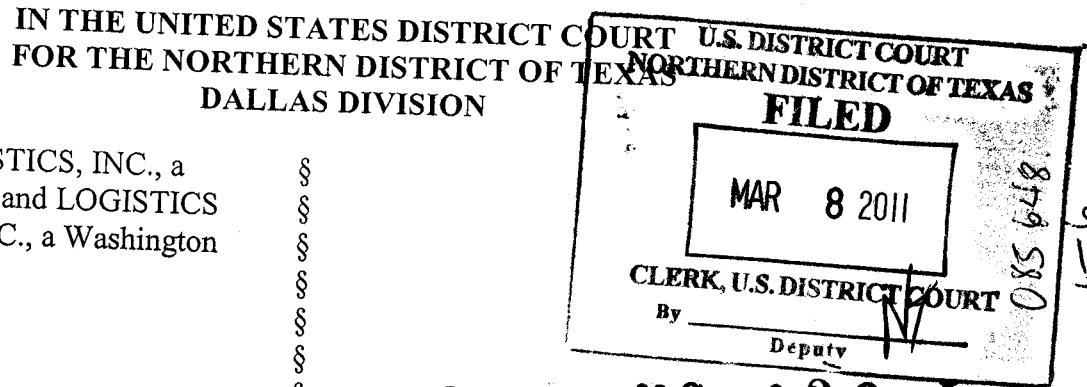 IN THE UNITED STATES DISTRICT COURT
FOR THE NORTHERN DISTRICT OF TEXAS
DALLAS DIVISION
STICS, INC., a §
and LOGISTICS §
C., a Washington §
§
§
§
U.S. DISTRICT COURT
NORTHERN DISTRICT OF TEXAS
FILED
MAR 8 2011
CLERK, U.S. DISTRICT COURT
By
Deputy